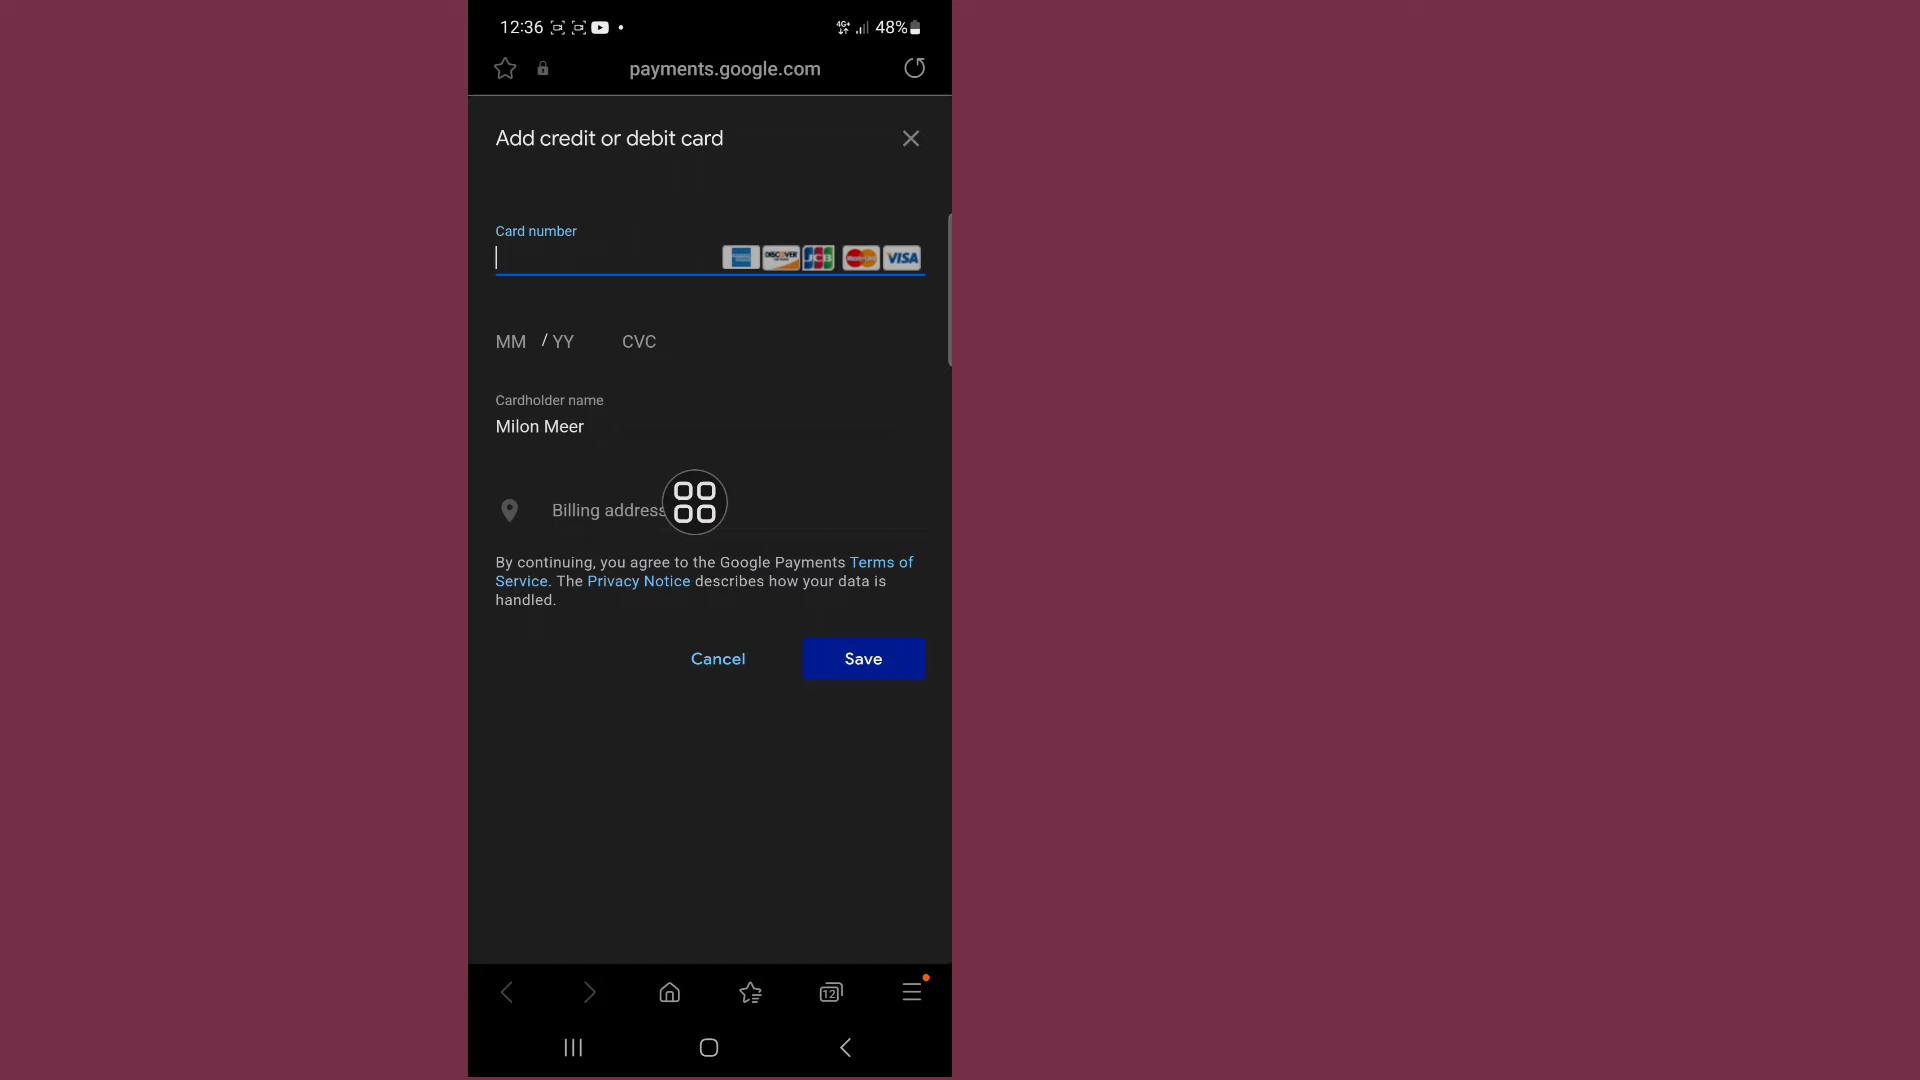 12:36
4G+ 48%
payments.google.com
Add credit or debit card
Card number
DISCOVER JCB MasterCard VISA
MM / YY CVC
Cardholder name
Milon Meer
Billing address
By continuing, you agree to the Google Payments Terms of
Service. The Privacy Notice describes how your data is
handled.
Cancel Save
12